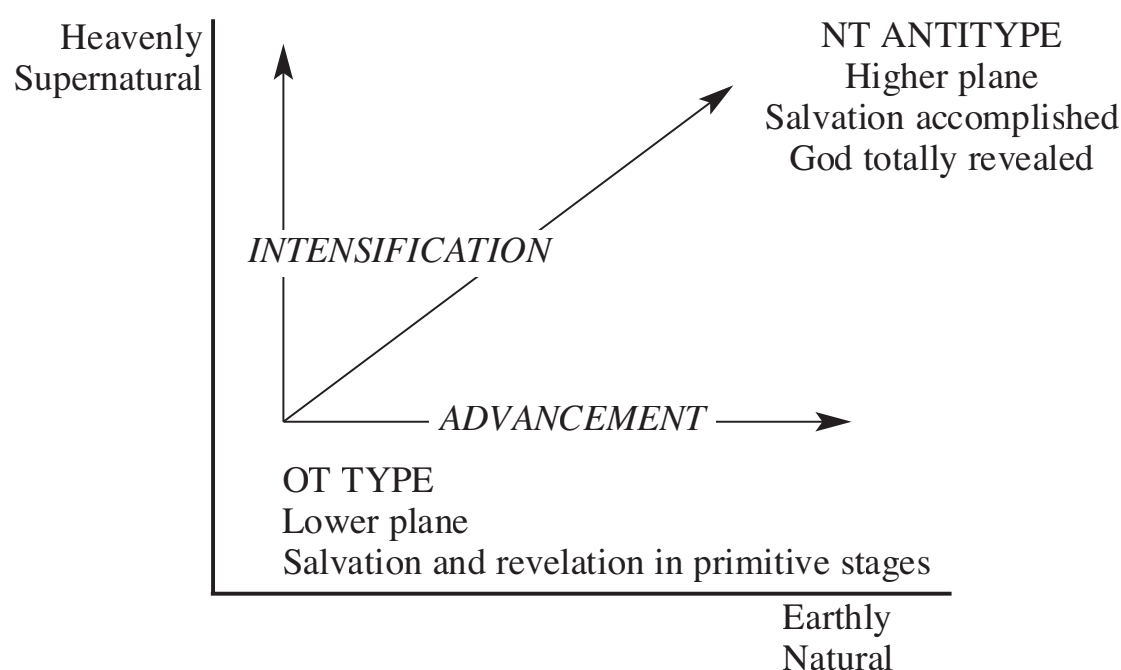 Heavenly
Supernatural
NT ANTITYPE
Higher plane
Salvation accomplished
God totally revealed
INTENSIFICATION
ADVANCEMENT
OT TYPE
Lower plane
Salvation and revelation in primitive stages
Earthly
Natural